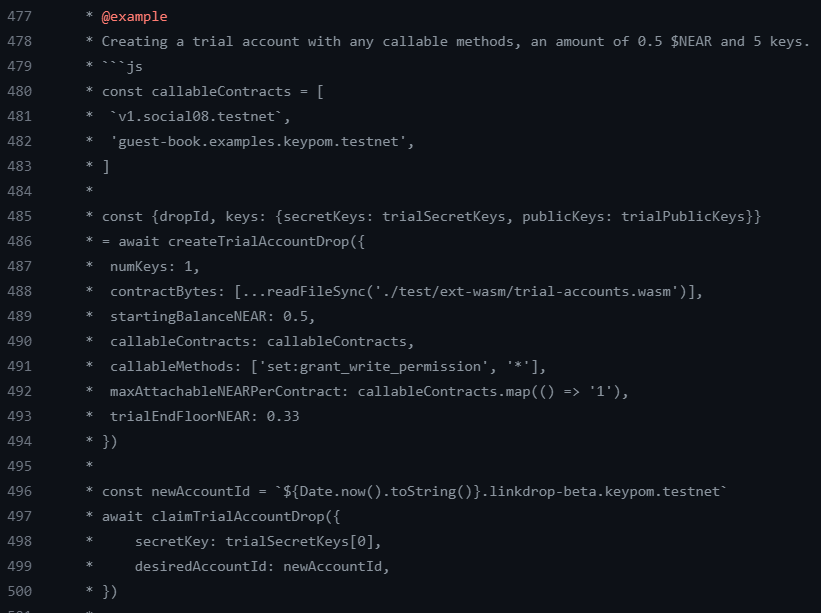 477 * @example
478 * Creating a trial account with any callable methods, an amount of 0.5 $NEAR and 5 keys.
479 * ```js
480 * const callableContracts = [
481 *  `v1.social08.testnet`,
482 *  'guest-book.examples.keypom.testnet',
483 * ]
484 *
485 * const {dropId, keys: {secretKeys: trialSecretKeys, publicKeys: trialPublicKeys}}
486 * = await createTrialAccountDrop({
487 *  numKeys: 1,
488 *  contractBytes: [...readFileSync('./test/ext-wasm/trial-accounts.wasm')],
489 *  startingBalanceNEAR: 0.5,
490 *  callableContracts: callableContracts,
491 *  callableMethods: ['set:grant_write_permission', '*'],
492 *  maxAttachableNEARPerContract: callableContracts.map(() => '1'),
493 *  trialEndFloorNEAR: 0.33
494 * })
495 *
496 * const newAccountId = `${Date.now().toString()}.linkdrop-beta.keypom.testnet`
497 * await claimTrialAccountDrop({
498 *     secretKey: trialSecretKeys[0],
499 *     desiredAccountId: newAccountId,
500 * })